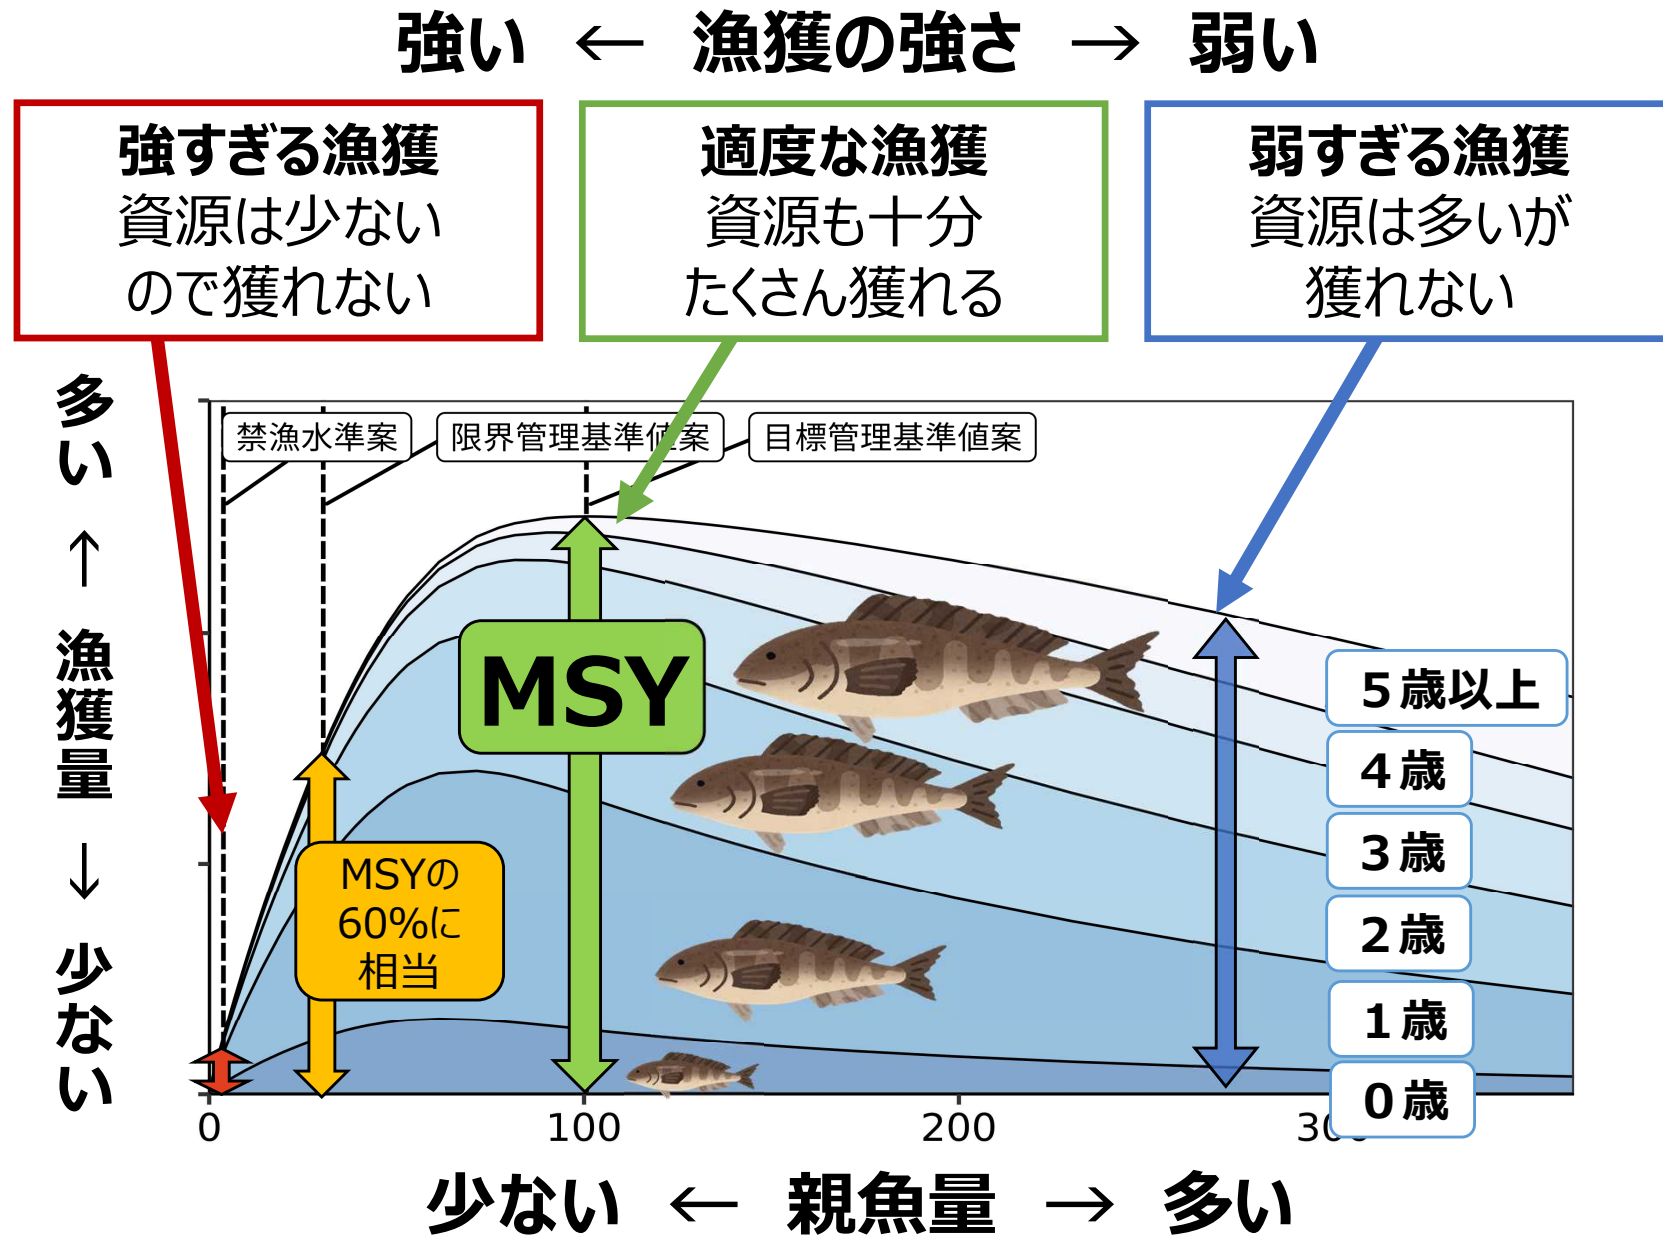 強い ← 漁獲の強さ → 弱い
強すぎる漁獲
資源は少ない
ので獲れない
適度な漁獲
資源も十分
たくさん獲れる
弱すぎる漁獲
資源は多いが
獲れない
多い ↑ 漁獲量 ↓ 少ない
禁漁水準案
限界管理基準値案
目標管理基準値案
MSY
MSYの
60%に
相当
5歳以上
4歳
3歳
2歳
1歳
0歳
0 100 200 300
少ない ← 親魚量 → 多い